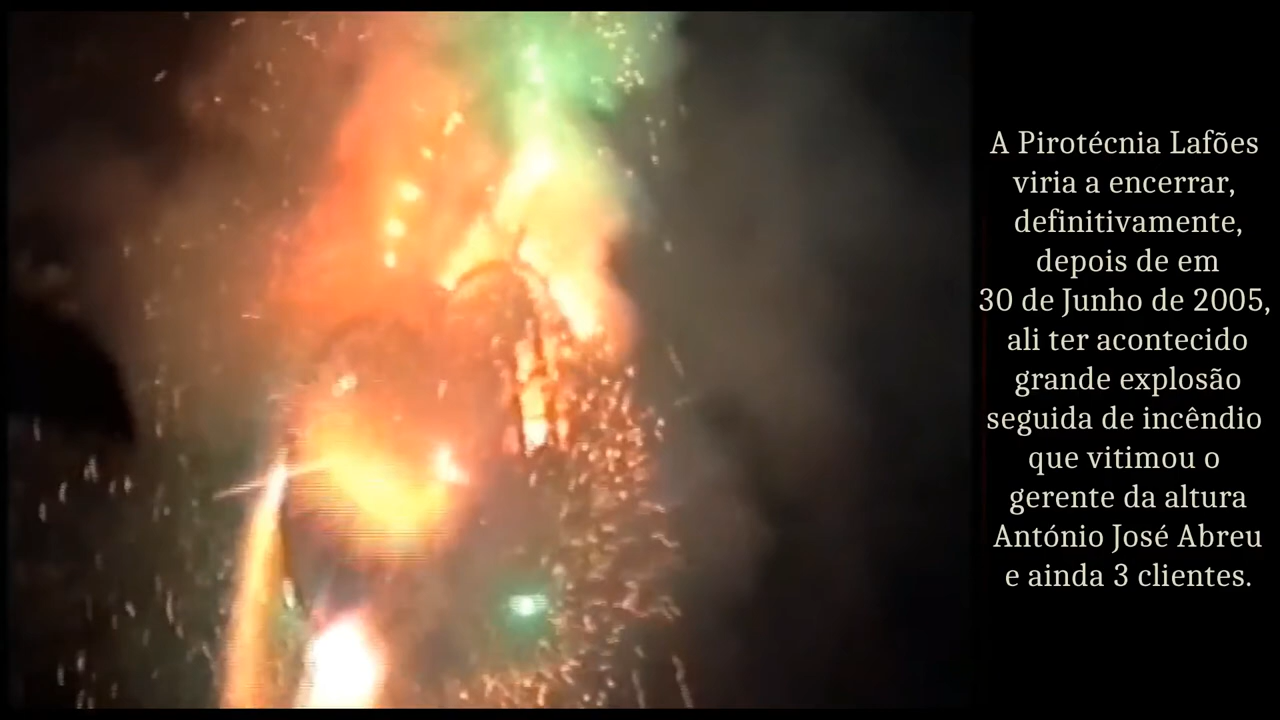 A Pirotécnia Lafões
viria a encerrar,
definitivamente,
depois de em
30 de Junho de 2005,
ali ter acontecido
grande explosão
seguida de incêndio
que vitimou o
gerente da altura
António José Abreu
e ainda 3 clientes.